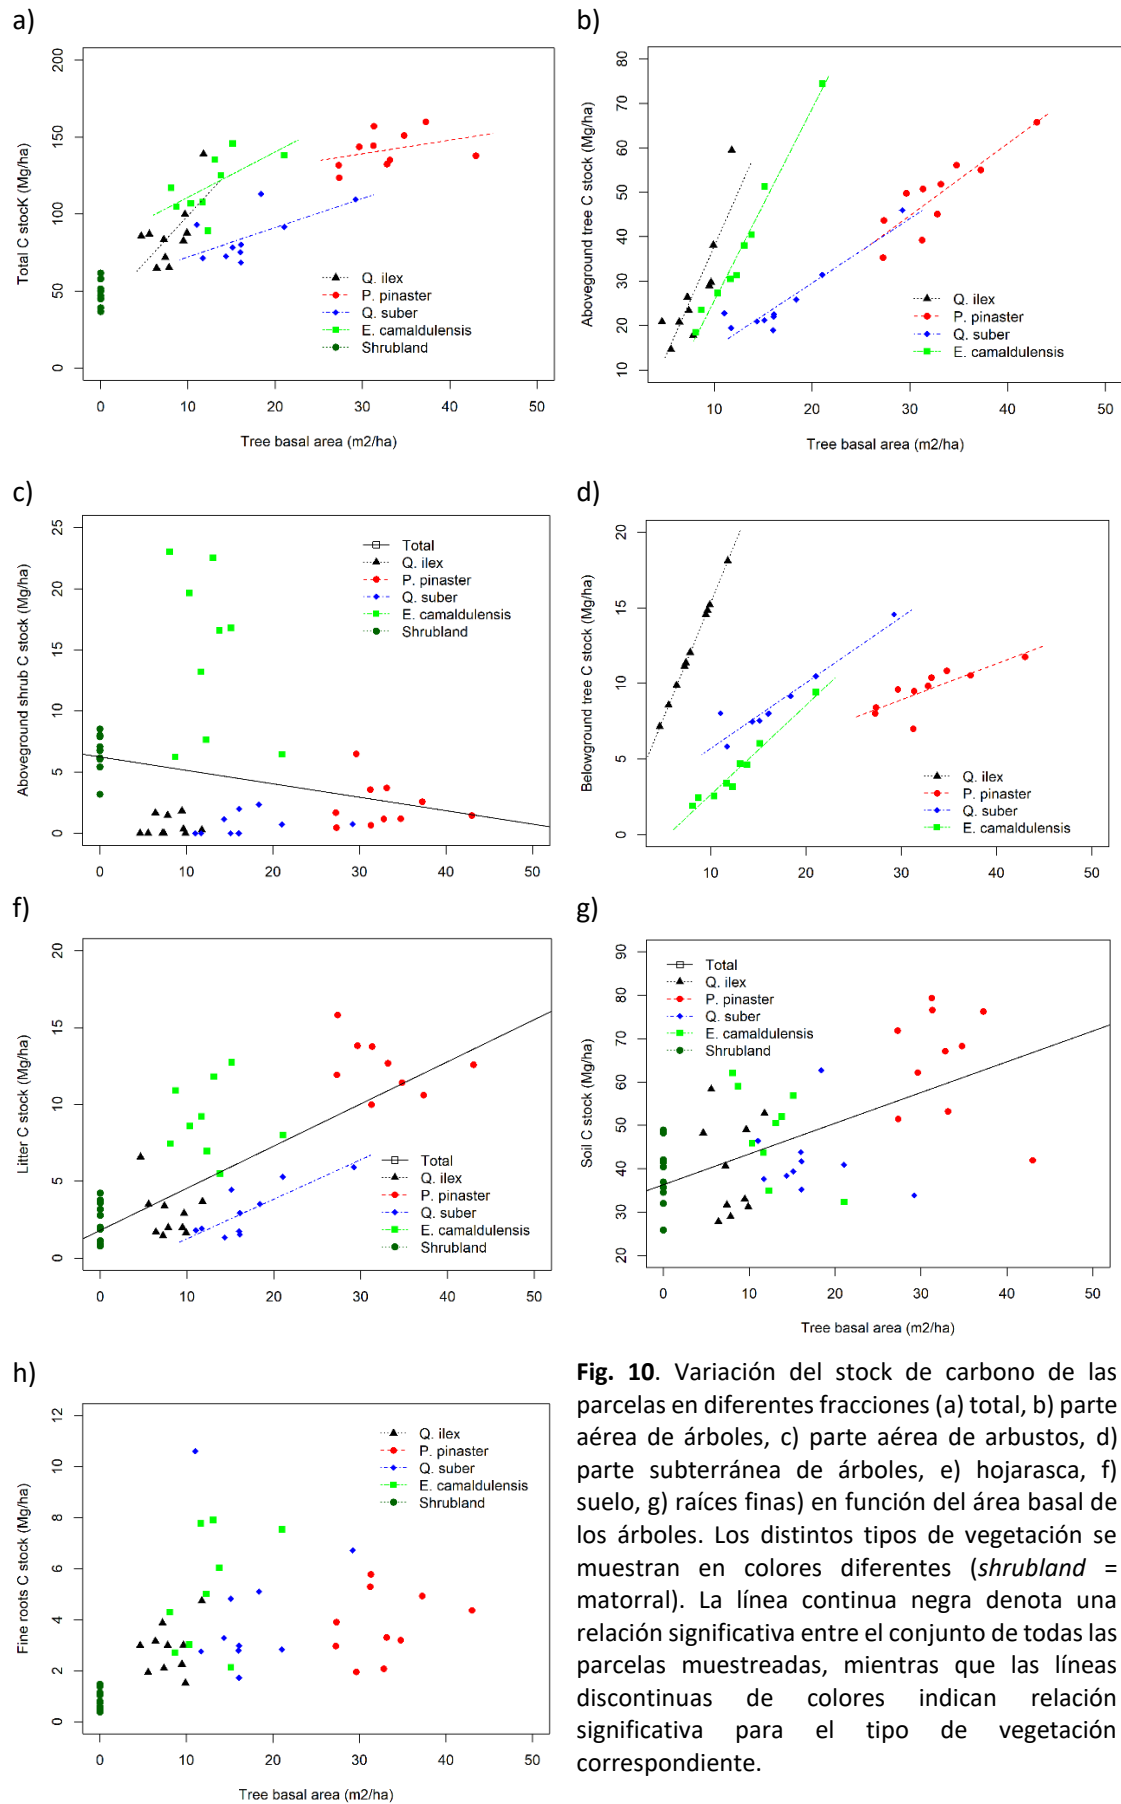 a)
200
150
100
50
0
Total C stocK (Mg/ha)
Q. ilex
P. pinaster
Q. suber
E. camaldulensis
Shrubland
0 10 20 30 40 50
Tree basal area (m2/ha)
b)
80
70
60
50
40
30
20
10
Aboveground tree C stock (Mg/ha)
Q. ilex
P. pinaster
Q. suber
E. camaldulensis
10 20 30 40 50
Tree basal area (m2/ha)
c)
25
20
15
10
5
0
Aboveground shrub C stock (Mg/ha)
Total
Q. ilex
P. pinaster
Q. suber
E. camaldulensis
Shrubland
0 10 20 30 40 50
d)
20
15
10
5
0
Belowground tree C stock (Mg/ha)
Q. ilex
P. pinaster
Q. suber
E. camaldulensis
10 20 30 40 50
f)
20
15
10
5
0
Litter C stock (Mg/ha)
Total
Q. ilex
P. pinaster
Q. suber
E. camaldulensis
Shrubland
0 10 20 30 40 50
g)
90
80
70
60
50
40
30
20
Soil C stock (Mg/ha)
Total
Q. ilex
P. pinaster
Q. suber
E. camaldulensis
Shrubland
0 10 20 30 40 50
Tree basal area (m2/ha)
h)
12
10
8
6
4
2
0
Fine roots C stock (Mg/ha)
Q. ilex
P. pinaster
Q. suber
E. camaldulensis
Shrubland
0 10 20 30 40 50
Tree basal area (m2/ha)
Fig. 10. Variación del stock de carbono de las
parcelas en diferentes fracciones (a) total, b) parte
aérea de árboles, c) parte aérea de arbustos, d)
parte subterránea de árboles, e) hojarasca, f)
suelo, g) raíces finas) en función del área basal de
los árboles. Los distintos tipos de vegetación se
muestran en colores diferentes (shrubland =
matorral). La línea continua negra denota una
relación significativa entre el conjunto de todas las
parcelas muestreadas, mientras que las líneas
discontinuas de colores indican relación
significativa para el tipo de vegetación
correspondiente.